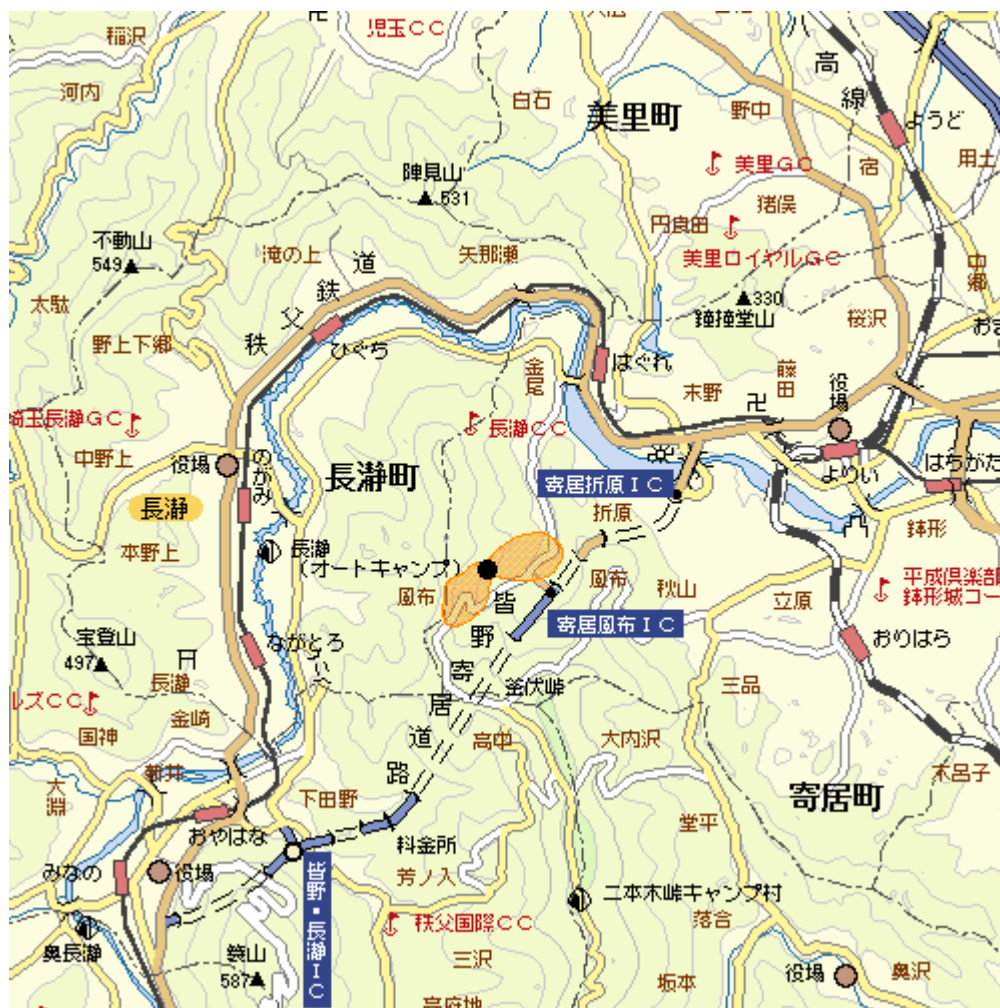 稲沢
児玉ＣＣ
八
高
線
河内
白石
美里町
野中
ようど
用土
宿
美里ＧＣ
陣見山
531
猪俣
円良田
不動山
549
滝の上
道
矢那瀬
美里ロイヤルＧＣ
中郷
太駄
鉄
330
鐘撞堂山
桜沢
父
秩
野上下郷
ひぐち
金尾
はぐれ
末野
藤田
役場
埼玉長瀞ＧＣ
長瀞ＣＣ
中野上
役場
のがみ
長瀞町
寄居折原ＩＣ
よりい
はちがた
長瀞
折原
鉢形
本野上
長瀞
（オートキャンプ）
風布
風布
皆
秋山
立原
平成倶楽部
鉢形城コー
寄居風布ＩＣ
宝登山
497
ながとろ
野
おりはら
長瀞
寄
釜伏峠
三品
ルズＣＣ
金崎
居
国神
道
高中
大内沢
新井
木呂子
大淵
下田野
路
寄居町
おやはな
料金所
堂平
みなの
役場
芳ノ入
皆野・長瀞ＩＣ
二本木峠キャンプ村
奥長瀞
秩父国際ＣＣ
落合
蓑山
587
三沢
坂本
役場
奥沢
高府地